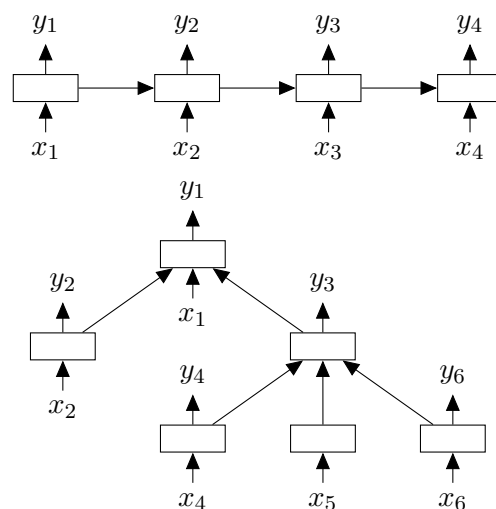 y₁ y₂ y₃ y₄
x₁ x₂ x₃ x₄
y₁
y₂ y₃
x₁
x₂ y₄ y₆
x₄ x₅ x₆